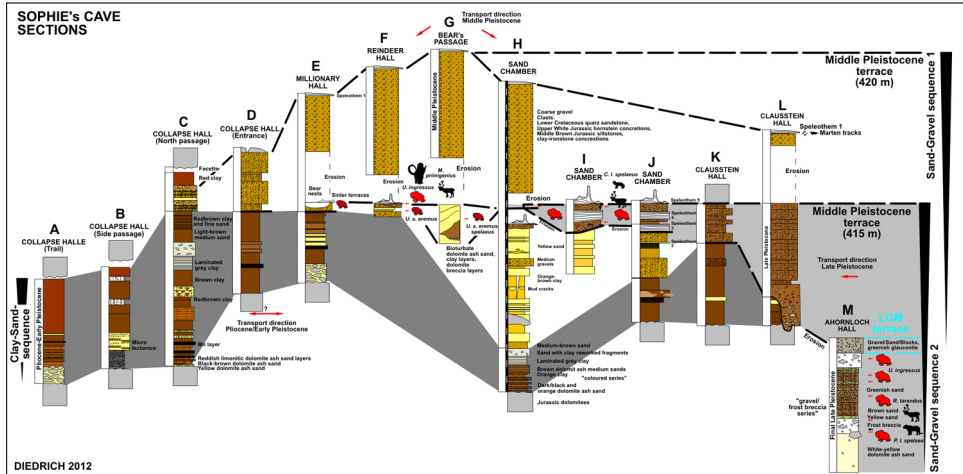 SOPHIE's CAVE
SECTIONS
Transport direction
Middle Pleistocene
G
BEAR's
PASSAGE
F
REINDEER
HALL
H
SAND
CHAMBER
E
MILLIONARY
HALL
Speleothem 1
Middle Pleistocene
Middle Pleistocene
terrace
(420 m)
Sand-Gravel sequence 1
D
COLLAPSE HALL
(Entrance)
C
COLLAPSE HALL
(North passage)
Facetts
Red clay
Coarse gravel
Clasts:
Lower Cretaceous quarz sandstone,
Upper White Jurassic hornstein concretions,
Middle Brown Jurassic siltstones,
clay-ironstone concretions
L
CLAUSSTEIN
HALL
Speleothem 1
Marten tracks
Erosion
Erosion
Erosion
Erosion
Erosion
Bear
nests
Sinter terraces
U. ingressus
M.
primigenius
U. s. eremus
U. s. eremus
spelaeus
C. l. spelaeus
I
SAND
CHAMBER
J
SAND
CHAMBER
K
CLAUSSTEIN
HALL
Erosion
Erosion
Speleothem 5
Speleothem
Speleothem
Speleothem
Bioturbate
dolomte ash sand,
clay layers,
dolomite
breccia layers
Middle Pleistocene
terrace
(415 m)
Late Pleistocene
Transport direction
Late Pleistocene
B
COLLAPSE HALL
(Side passage)
A
COLLAPSE HALLE
(Trail)
Redbrown clay
and fine sand
Light-brown
medium sand
Laminated
grey clay
Brown clay
Redbrown clay
Mn layer
Reddish limonitic dolomite ash sand layers
Black-brown dolomit ash sand
Yellow dolomit ash sand
Micro
tectonics
Clay-Sand-
sequence
Pliocene-Early Pleistocene
?
Transport direction
Pliocene/Early Pleistocene
Yellow sand
Medium
gravels
Orange-
brown clay
Mud cracks
Medium-brown sand
Sand with clay reworked fragments
Laminated grey clay
Brown dolomit ash medium sands
Orange clay
"coloured series"
Dark/black and
orange dolomite ash sand
Jurassic dolomitees
Erosion
M
AHORNLOCH
HALL
LGM
terrace
Gravel/Sand/Blocks,
greenish glauconite
U. ingressus
Greenish sand
R. tarandus
Brown sand
Yellow sand
Frost breccia
P. l. spelaea
White-yellow
dolomite ash sand
"gravel/
frost breccia
series"
Final Late Pleistocene
Sand-Gravel sequence 2
DIEDRICH 2012